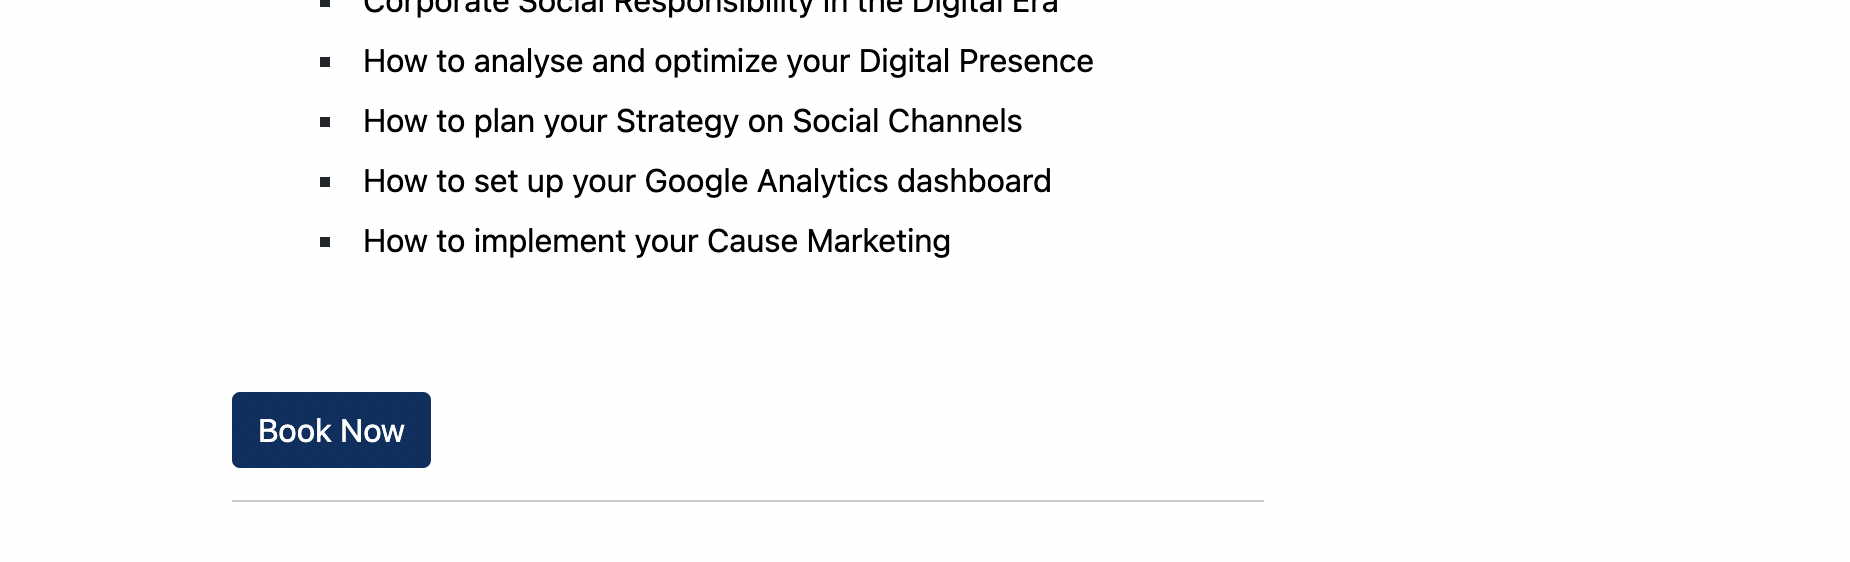 Corporate Social Responsibility in the Digital Era
How to analyse and optimize your Digital Presence
How to plan your Strategy on Social Channels
How to set up your Google Analytics dashboard
How to implement your Cause Marketing
Book Now